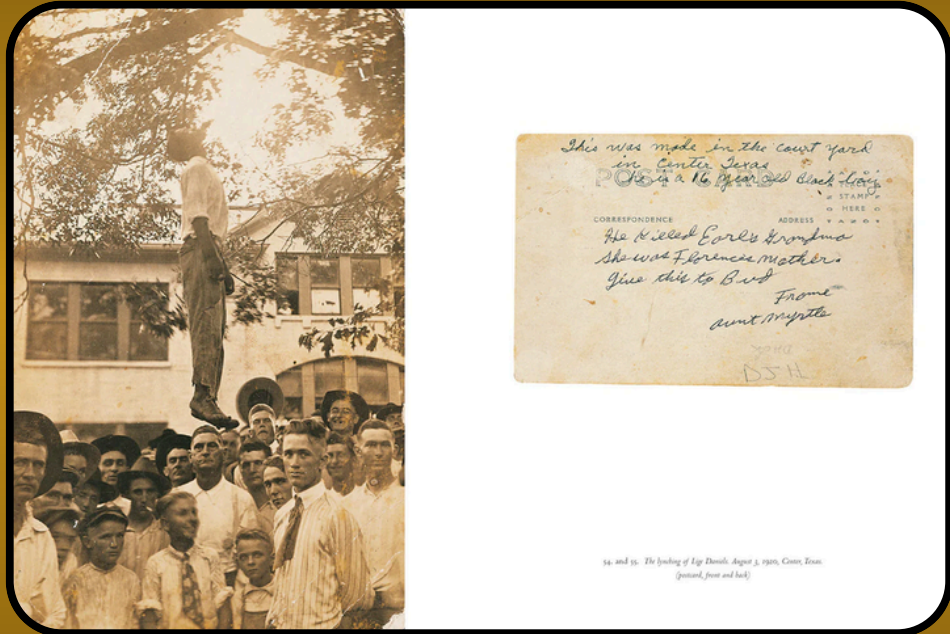 This was made in the court yard
in Center Texas
he is a 16 year old Black boy
POST CARD
STAMP
HERE
CORRESPONDENCE ADDRESS
He killed Earl's Grandma
She was Florences mother.
give this to Bud
From
aunt myrtle
DJH
54. and 55. The lynching of Lige Daniels. August 3, 1920, Center, Texas.
(postcard, front and back)